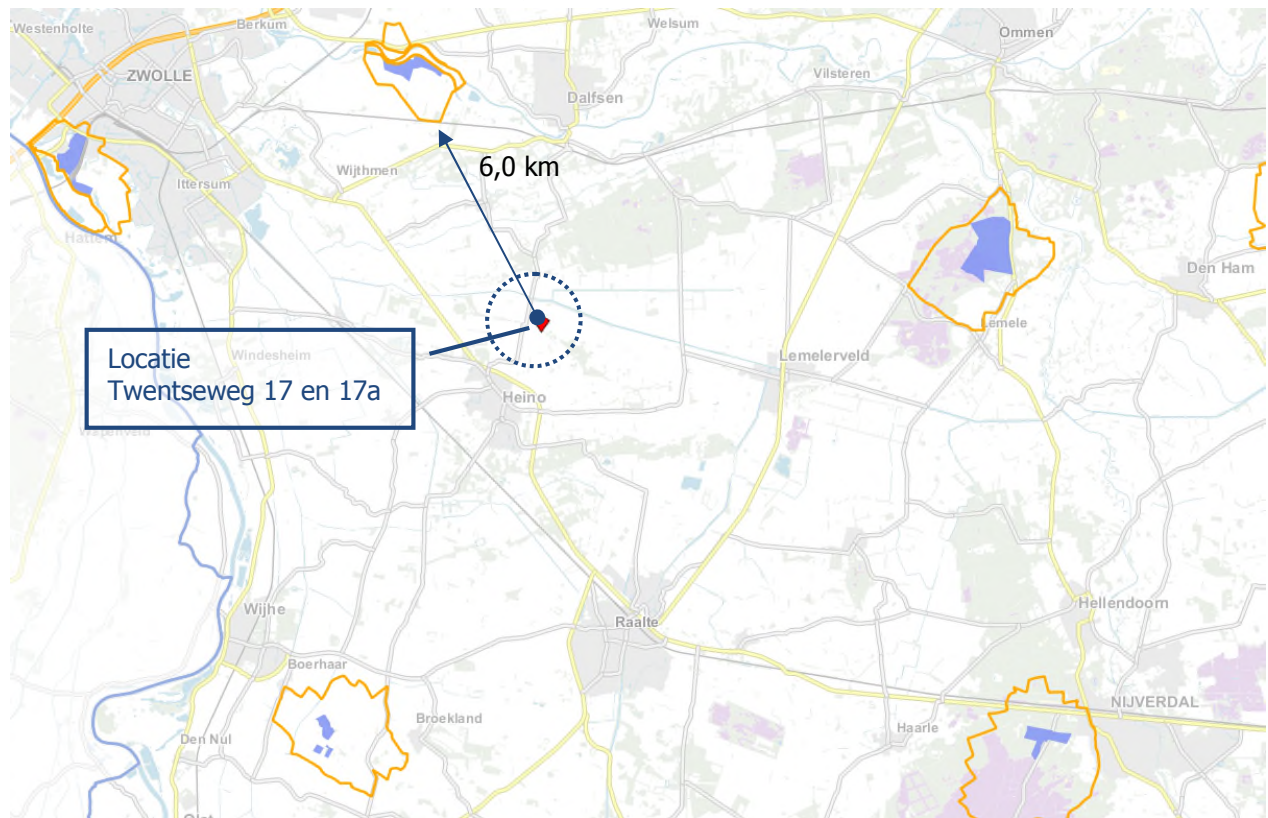 Westenholte
Berkum
Welsum
Ommen
ZWOLLE
Vilsteren
Dalfsen
Wijthmen
6,0 km
Ittersum
Hattem
Den Ham
Locatie
Twentseweg 17 en 17a
Windesheim
Lemele
Lemelerveld
Heino
Wapenveld
Hellendoorn
Wijhe
Raalte
Boerhaar
NIJVERDAL
Broekland
Haarle
Den Nul
Olst